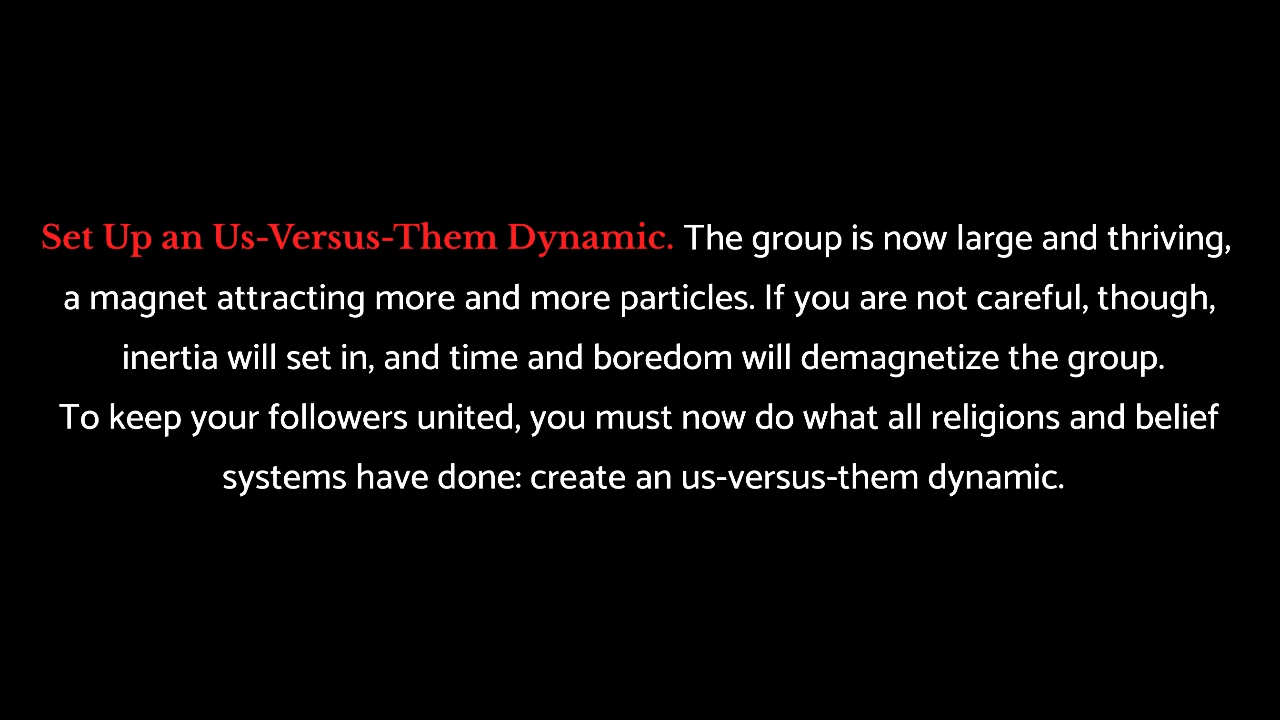 Set Up an Us-Versus-Them Dynamic. The group is now large and thriving,
a magnet attracting more and more particles. If you are not careful, though,
inertia will set in, and time and boredom will demagnetize the group.
To keep your followers united, you must now do what all religions and belief
systems have done: create an us-versus-them dynamic.